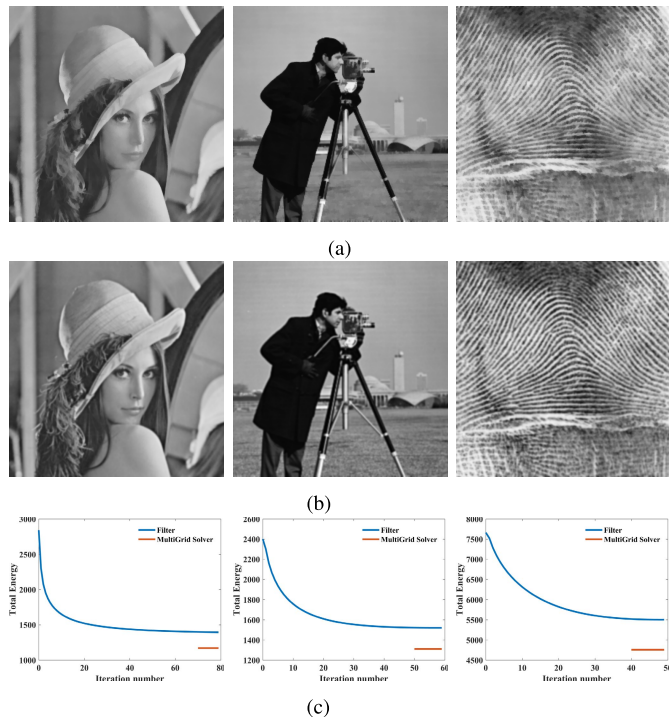 (a)
(b)
3000
2500
2000
1500
1000
Total Energy
0 20 40 60 80
Iteration number
Filter
MultiGrid Solver
2600
2400
2200
2000
1800
1600
1400
1200
Total Energy
0 10 20 30 40 50 60
Iteration number
Filter
MultiGrid Solver
8000
7500
7000
6500
6000
5500
5000
4500
Total Energy
0 10 20 30 40 50
Iteration number
Filter
MultiGrid Solver
(c)